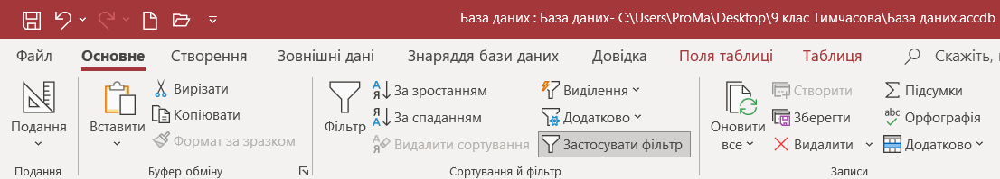 База даних : База даних- C:\Users\ProMa\Desktop\9 клас Тимчасова\База даних.accdb
Файл Основне Створення Зовнішні дані Знаряддя бази даних Довідка Поля таблиці Таблиця Скажіть,
Подання
Вставити
Вирізати
Копіювати
Формат за зразком
Фільтр
За зростанням
За спаданням
Видалити сортування
Виділення
Додатково
Застосувати фільтр
Оновити
все
Створити
Зберегти
Видалити
Підсумки
Орфографія
Додатково
Подання Буфер обміну Сортування й фільтр Записи